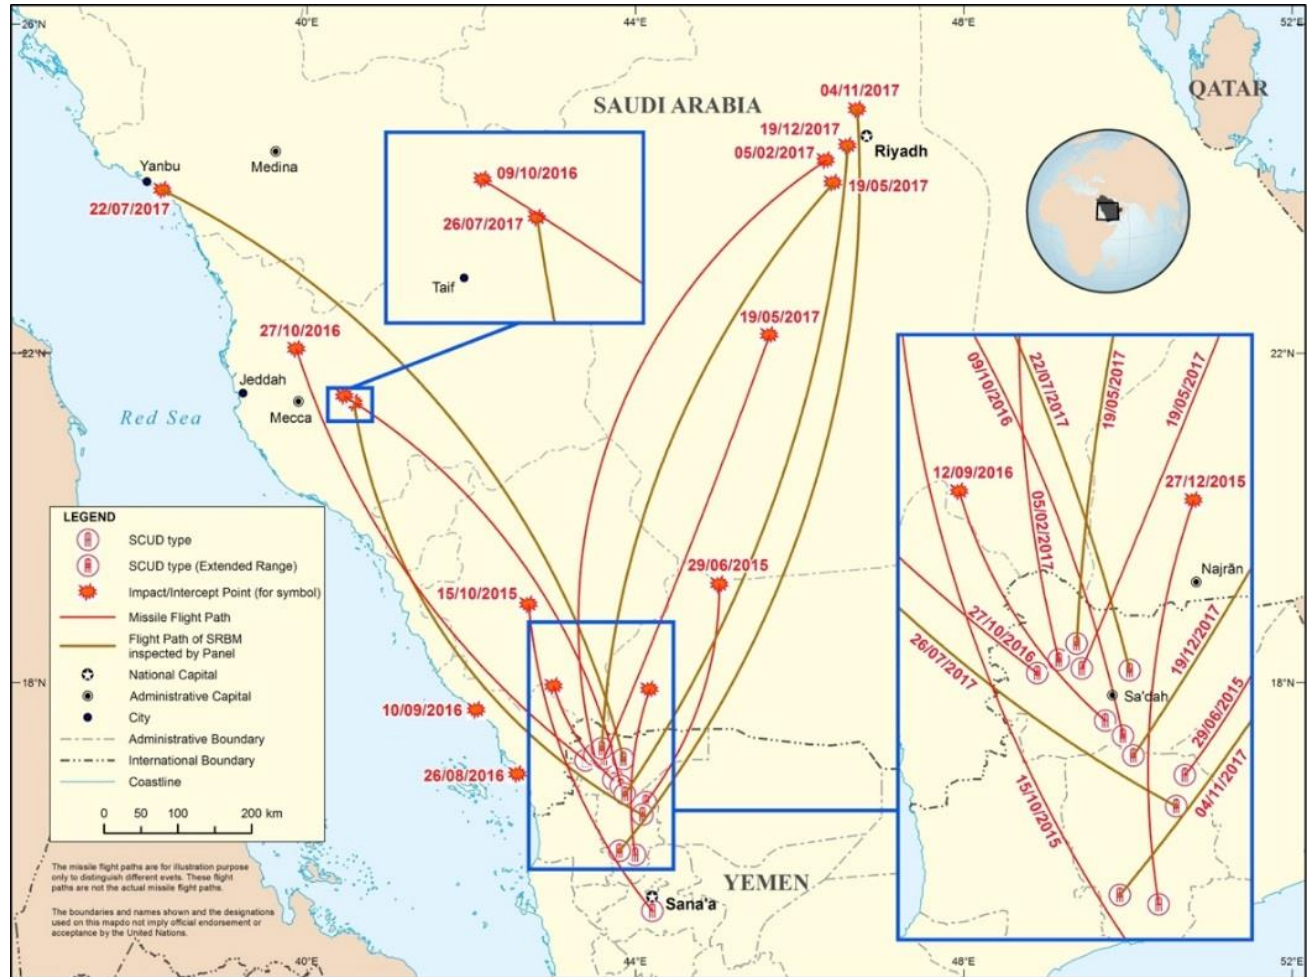 26°N
40°E
44°E
48°E
52°E
SAUDI ARABIA
QATAR
04/11/2017
19/12/2017
05/02/2017
Riyadh
19/05/2017
Yanbu
Medina
22/07/2017
09/10/2016
26/07/2017
Taif
27/10/2016
19/05/2017
22°N
22°N
Jeddah
Mecca
Red Sea
29/06/2015
15/10/2015
18°N
18°N
10/09/2016
26/08/2016
YEMEN
Sana'a
LEGEND
SCUD type
SCUD type (Extended Range)
Impact/Intercept Point (for symbol)
Missile Flight Path
Flight Path of SRBM
inspected by Panel
National Capital
Administrative Capital
City
Administrative Boundary
International Boundary
Coastline
0 100 200 km
The missile flight paths are for illustration purpose
only to distinguish different evets. These flight
paths are not the actual missile flight paths.
The boundaries and names shown and the designations
used on this mapdo not imply official endorsement or
acceptance by the United Nations.
09/10/2016
22/07/2017
19/05/2017
19/05/2017
12/09/2016
27/12/2015
05/02/2017
Najrān
27/10/2016
26/07/2017
19/12/2017
Sa'dah
29/06/2015
04/11/2017
15/10/2015
40°E
44°E
48°E
52°E